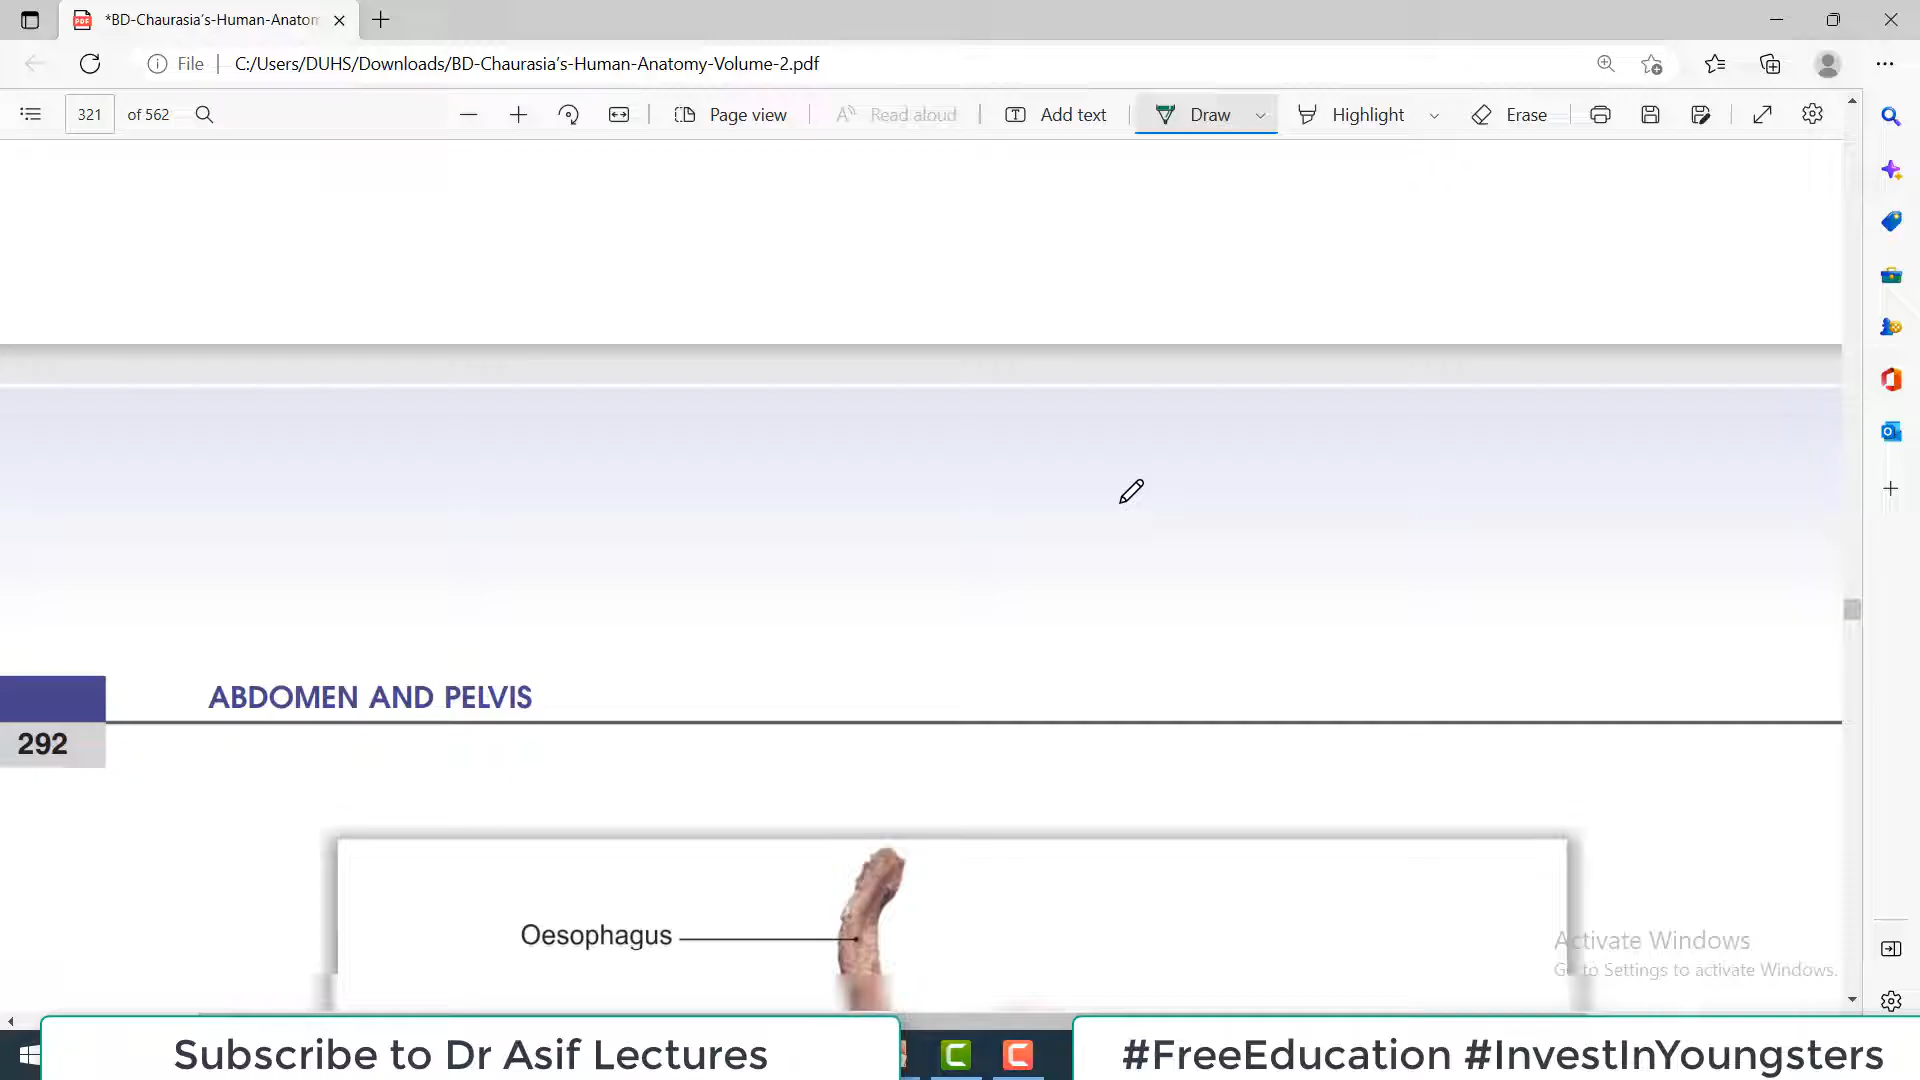 *BD-Chaurasia's-Human-Anatom
File
C:/Users/DUHS/Downloads/BD-Chaurasia's-Human-Anatomy-Volume-2.pdf
321 of 562
Page view
Read aloud
Add text
Draw
Highlight
Erase
ABDOMEN AND PELVIS
292
Oesophagus
Activate Windows
Go to Settings to activate Windows.
Subscribe to Dr Asif Lectures
#FreeEducation #InvestInYoungsters